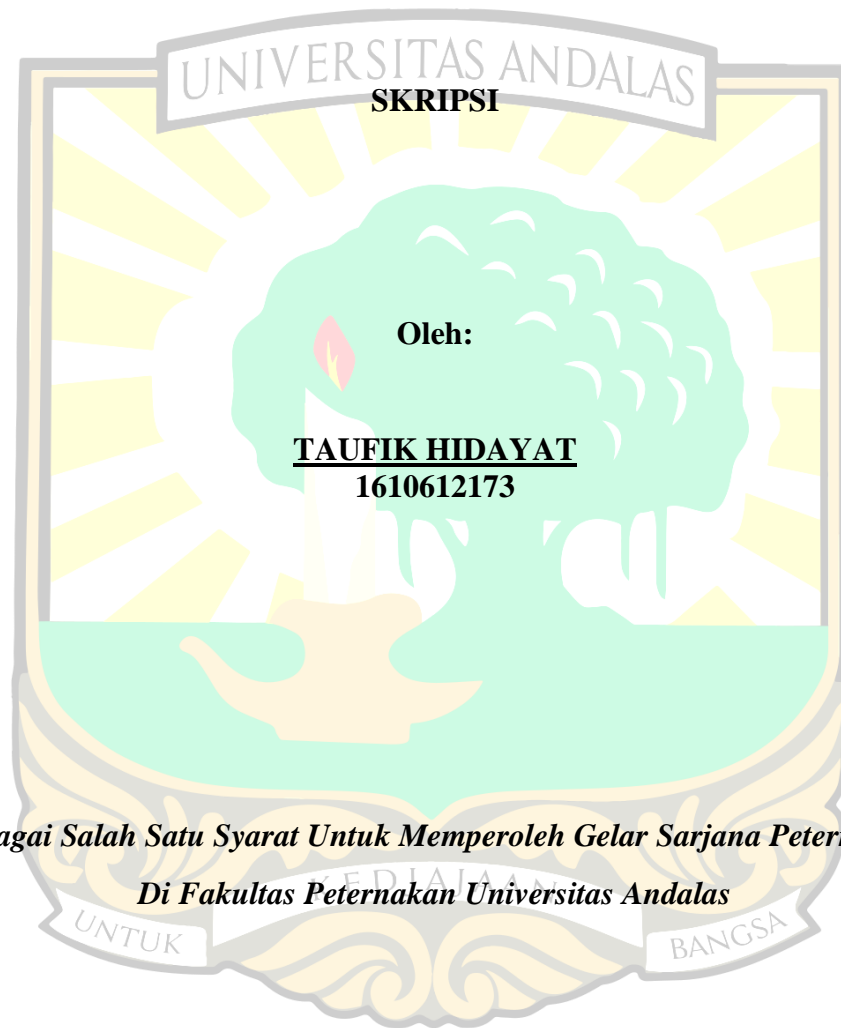 UNIVERSITAS ANDALAS
SKRIPSI
Oleh:
TAUFIK HIDAYAT
1610612173
Salah Satu Syarat Untuk Memperoleh Gelar Sarjana
Di Fakultas Peternakan Universitas Andalas
UNTUK KEDJAJAAN BANGSA